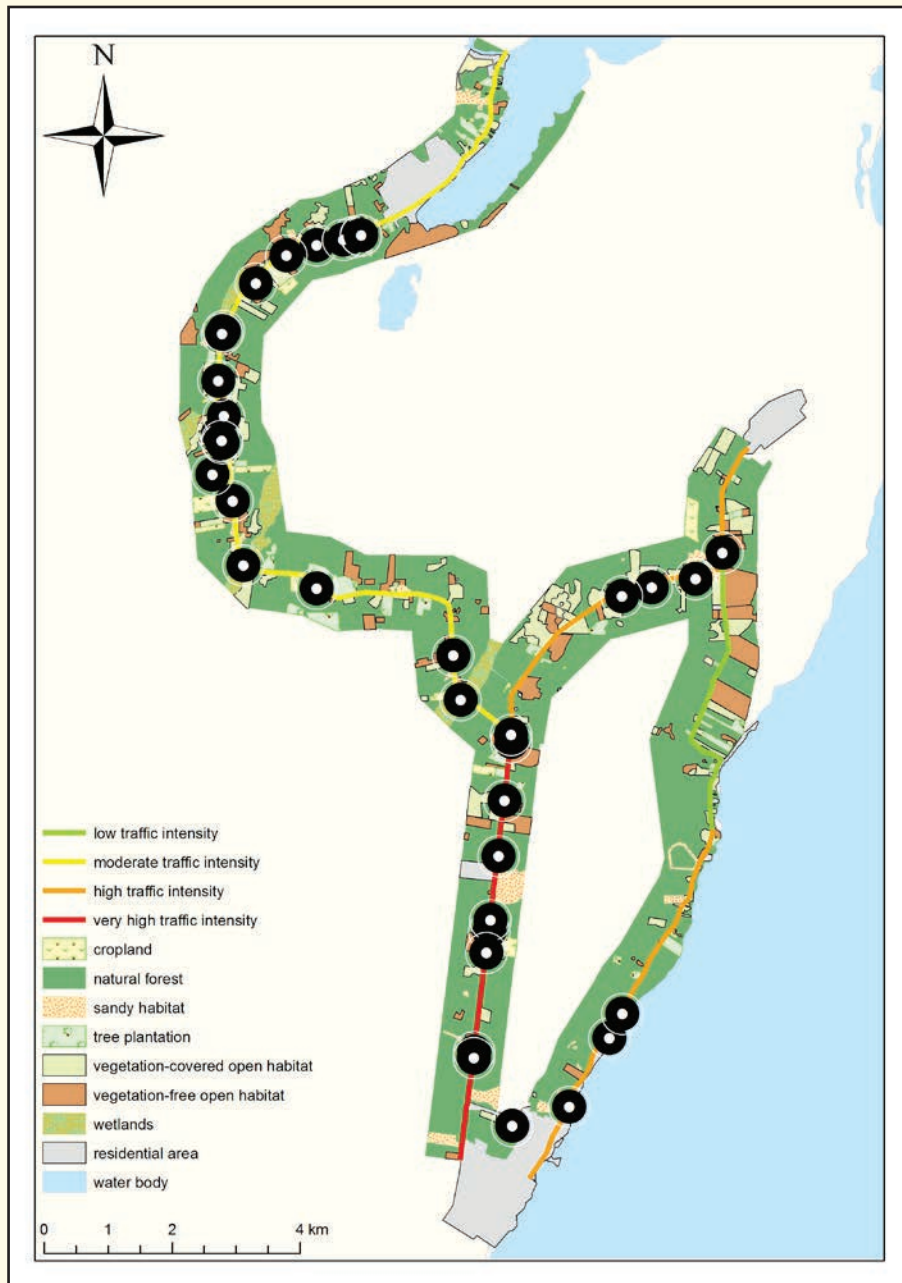 N
low traffic intensity
moderate traffic intensity
high traffic intensity
very high traffic intensity
cropland
natural forest
sandy habitat
tree plantation
vegetation-covered open habitat
vegetation-free open habitat
wetlands
residential area
water body
0 1 2 4 km